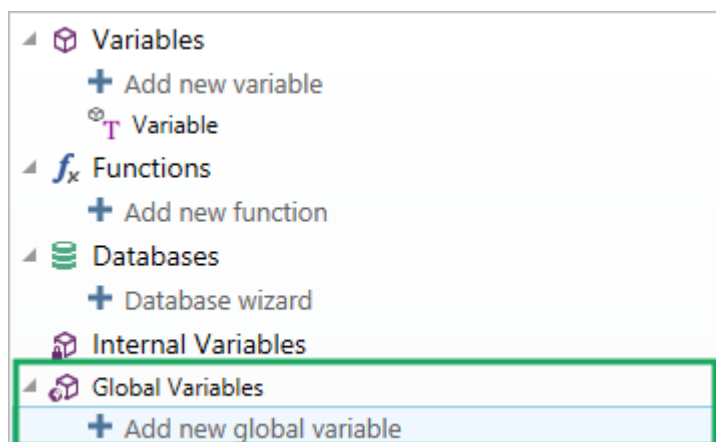 Variables
Add new variable
Variable
Functions
Add new function
Databases
Database wizard
Internal Variables
Global Variables
Add new global variable